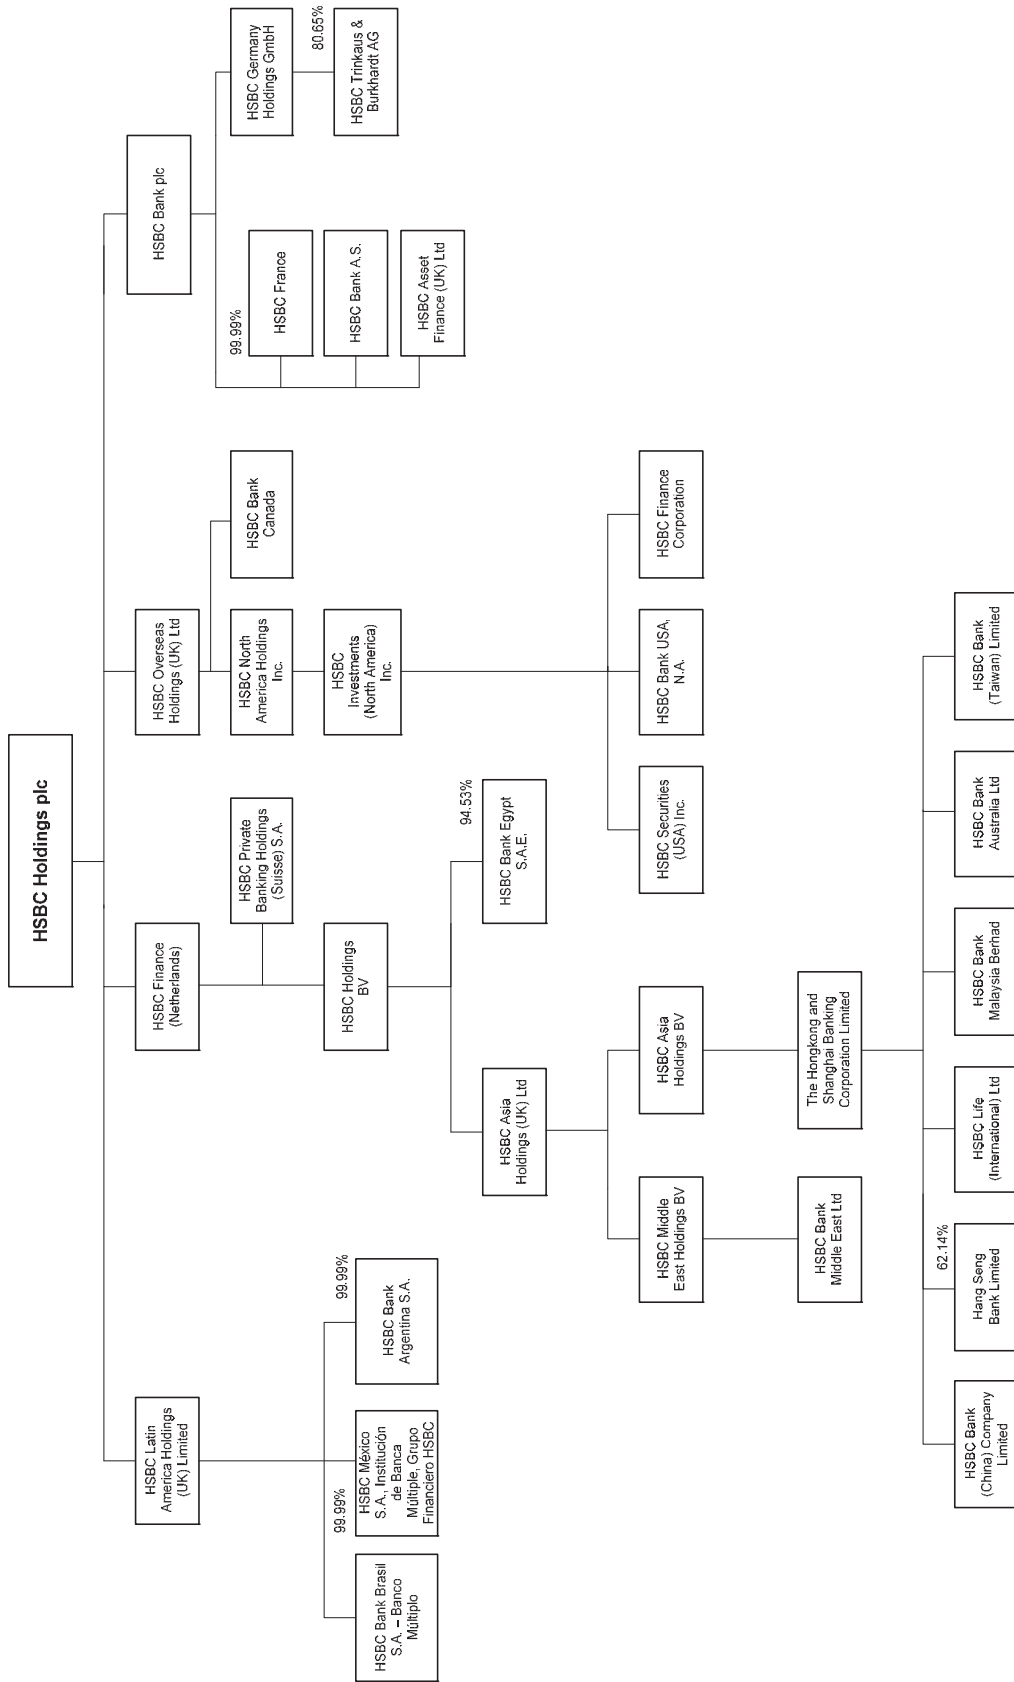 HSBC Holdings plc
HSBC Latin
America Holdings
(UK) Limited
HSBC Finance
(Netherlands)
HSBC Overseas
Holdings (UK) Ltd
HSBC Bank plc
HSBC Private
Banking Holdings
(Suisse) S.A.
HSBC North
America Holdings
Inc.
HSBC Bank
Canada
99.99%
HSBC France
HSBC Germany
Holdings GmbH
HSBC Holdings
BV
HSBC
Investments
(North America)
Inc.
HSBC Bank A.S.
80.65%
HSBC Trinkaus &
Burkhardt AG
HSBC Bank Brasil
S.A. – Banco
Múltiplo
99.99%
HSBC México
S.A., Institución
de Banca
Múltiple, Grupo
Financiero HSBC
99.99%
HSBC Bank
Argentina S.A.
HSBC Asset
Finance (UK) Ltd
HSBC Asia
Holdings (UK) Ltd
94.53%
HSBC Bank Egypt
S.A.E.
HSBC Middle
East Holdings BV
HSBC Asia
Holdings BV
HSBC Securities
(USA) Inc.
HSBC Bank USA,
N.A.
HSBC Finance
Corporation
HSBC Bank
Middle East Ltd
The Hongkong and
Shanghai Banking
Corporation Limited
HSBC Bank
(China) Company
Limited
62.14%
Hang Seng
Bank Limited
HSBC Life
(International) Ltd
HSBC Bank
Malaysia Berhad
HSBC Bank
Australia Ltd
HSBC Bank
(Taiwan) Limited